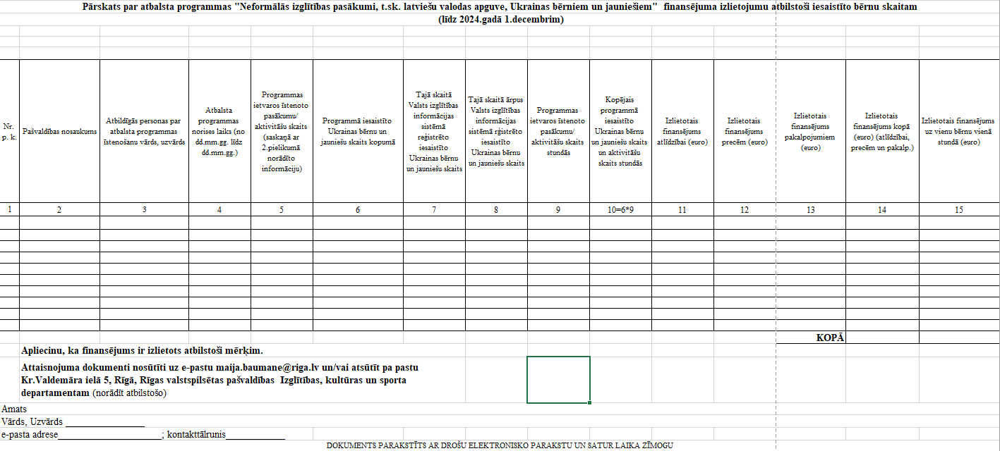 Pārskats par atbalsta programmas "Neformālās izglītības pasākumi, t.sk. latviešu valodas apguve, Ukrainas bērniem un jauniešiem" finansējuma izlietojumu atbilstoši iesaistīto bērnu skaitam
(līdz 2024.gadā 1.decembrim)
Nr.
p. k.
Pašvaldības nosaukums
Atbildīgās personas par
atbalsta programmas
īstenošanu vārds, uzvārds
Atbalsta
programmas
norises laiks (no
dd.mm.gg. līdz
dd.mm.gg.)
Programmas
ietvaros īstenoto
pasākumu/
aktivitāšu skaits
(saskaņā ar
2.pielikumā
norādīto
informāciju)
Programmā iesaistīto
Ukrainas bērnu un
jauniešu skaits kopumā
Tajā skaitā
Valsts izglītības
informācijas
sistēmā
reģistrēto
iesaistīto
Ukrainas bērnu
un jauniešu skaits
Tajā skaitā ārpus
Valsts izglītības
informācijas
sistēmā rģistrēto
iesaistīto
Ukrainas bērnu
un jauniešu skaits
Programmas
ietvaros īstenoto
pasākumu/
aktivitāšu skaits
stundās
Kopējais
programmā
iesaistīto
Ukrainas bērnu
un jauniešu skaits
un aktivitāšu
skaits stundās
Izlietotais
finansējums
atlīdzībai (euro)
Izlietotais
finansējums
precēm (euro)
Izlietotais
finansējums
pakalpojumiem
(euro)
Izlietotais
finansējums kopā
(euro) (atlīdzībai,
precēm un pakalp.)
Izlietotais finansējums
uz vienu bērnu vienā
stundā (euro)
1 2 3 4 5 6 7 8 9 10=6*9 11 12 13 14 15
KOPĀ
Apliecinu, ka finansējums ir izlietots atbilstoši mērķim.
Attaisnojuma dokumenti nosūtīti uz e-pastu maija.baumane@riga.lv un/vai atsūtīt pa pastu
Kr.Valdemāra ielā 5, Rīgā, Rīgas valstspilsētas pašvaldības Izglītības, kultūras un sporta
departamentam (norādīt atbilstošo)
Amats
Vārds, Uzvārds _________________
e-pasta adrese______________________; kontakttālrunis_____________
DOKUMENTS PARAKSTĪTS AR DROŠU ELEKTRONISKO PARAKSTU UN SATUR LAIKA ZĪMOGU